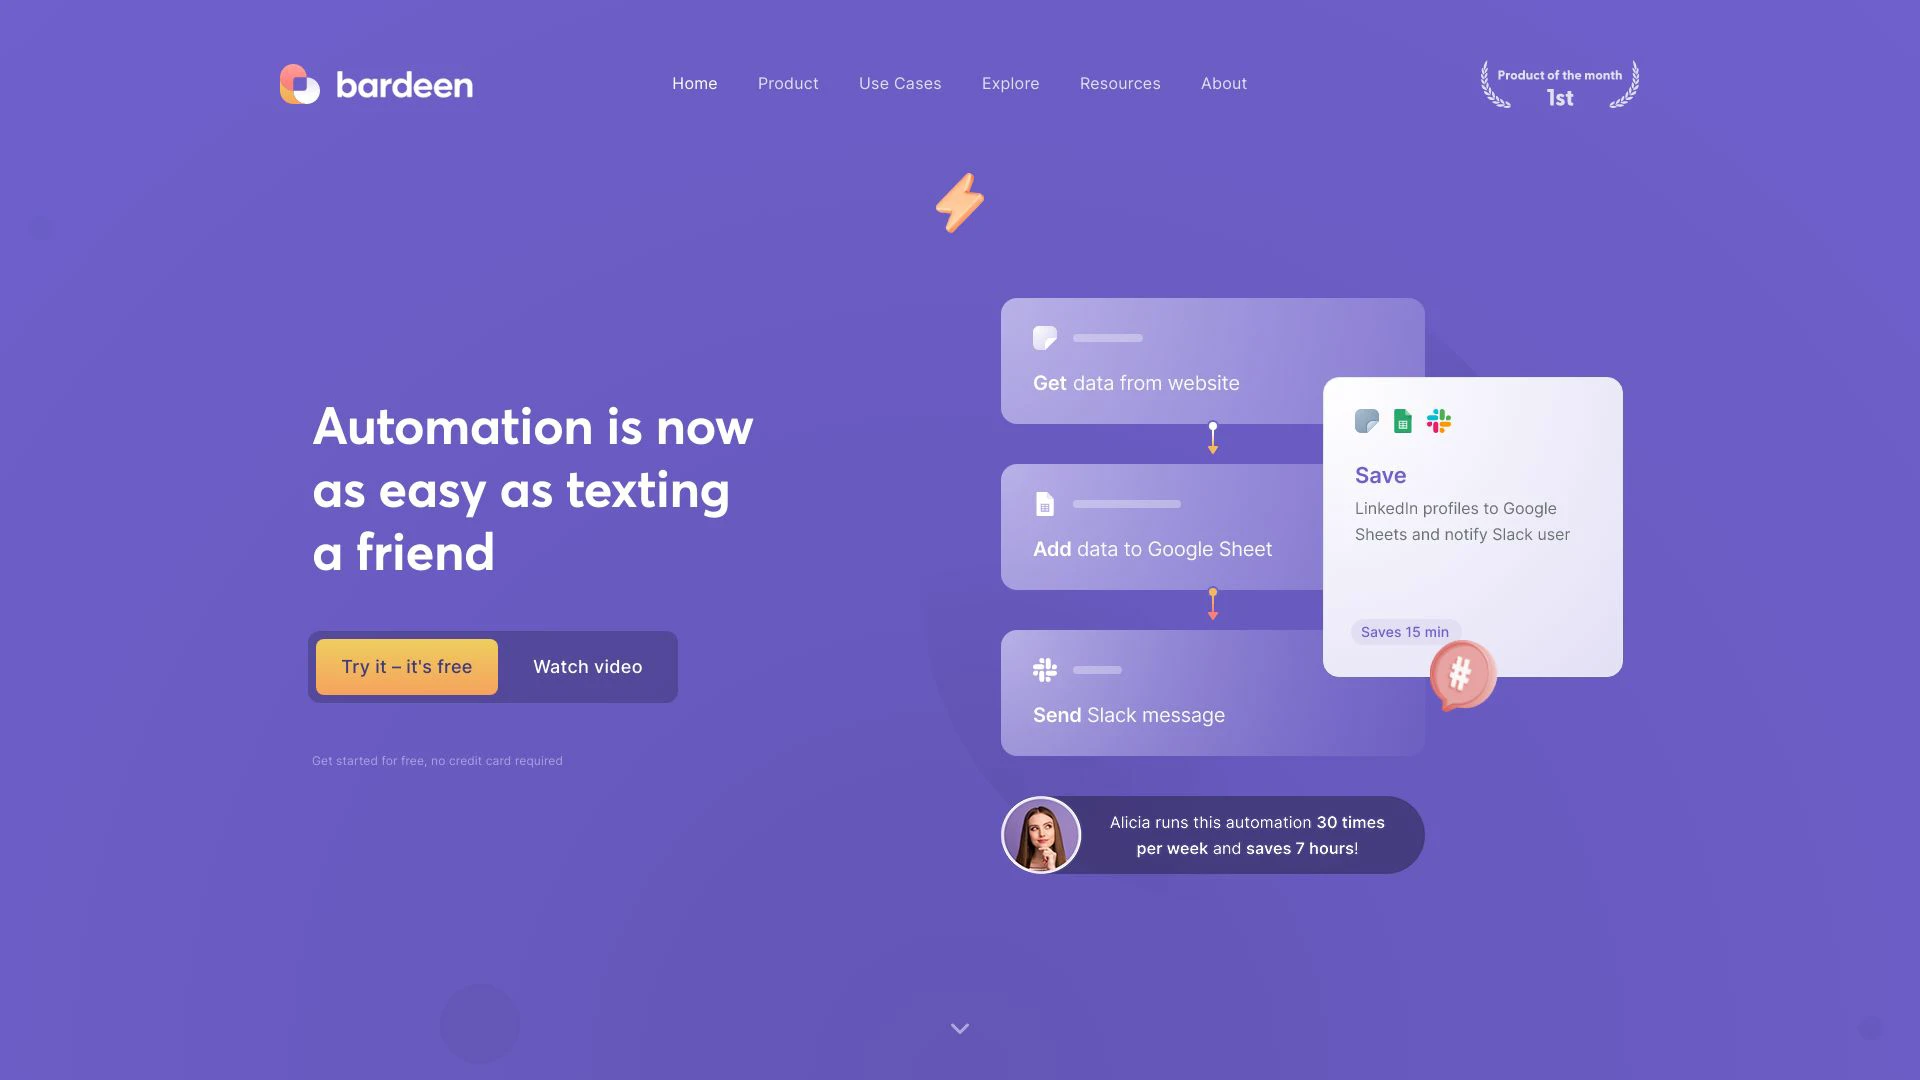 bardeen
Home
Product
Use Cases
Explore
Resources
About
Product of the month
1st
Automation is now
as easy as texting
a friend
Try it – it's free
Watch video
Get started for free, no credit card required
Get data from website
Add data to Google Sheet
Send Slack message
Save
LinkedIn profiles to Google
Sheets and notify Slack user
Saves 15 min
#
Alicia runs this automation 30 times
per week and saves 7 hours!